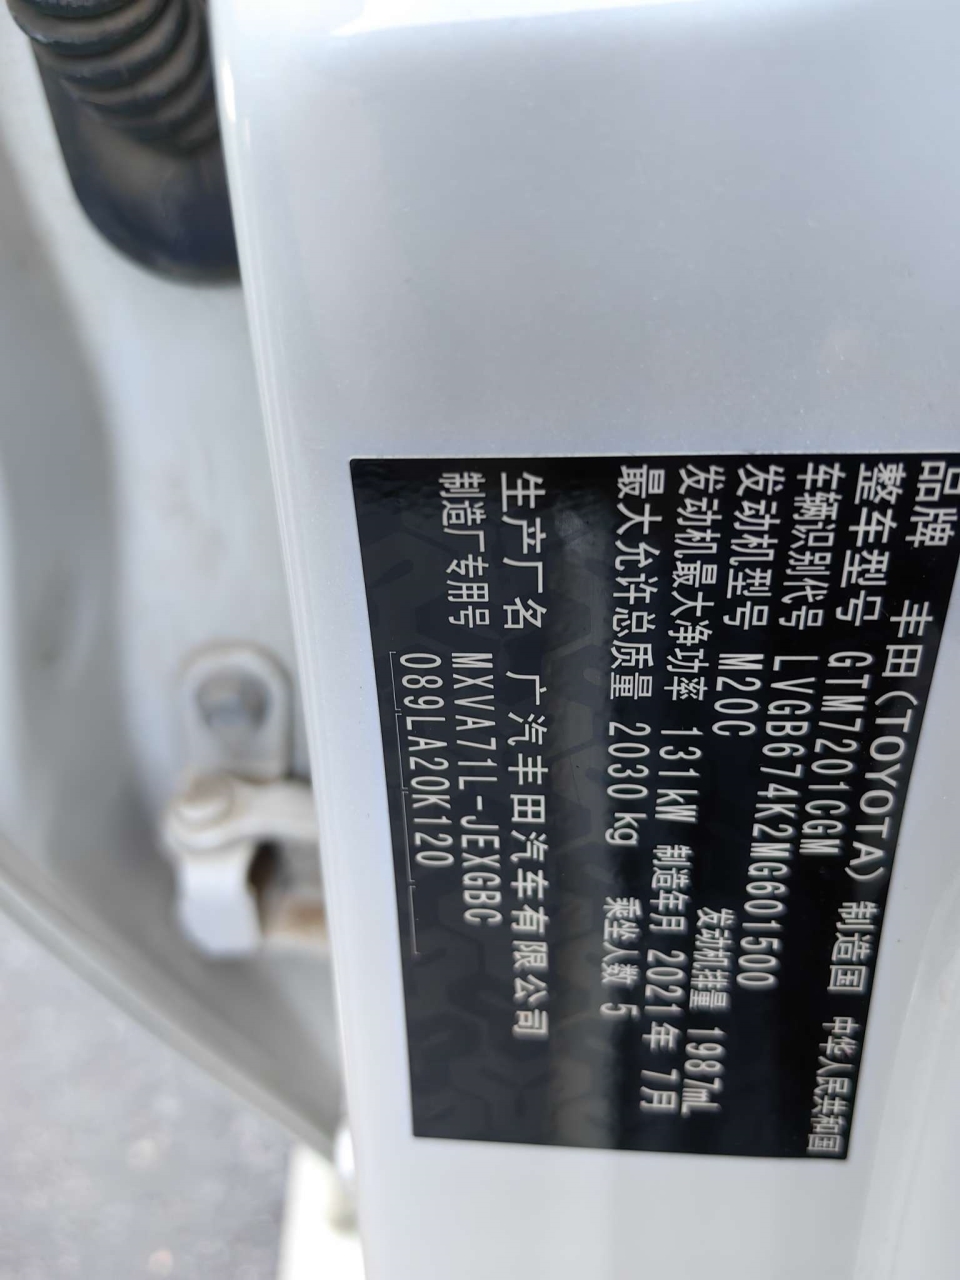 品牌 丰田(TOYOTA) 制造国 中华人民共和国
整车型号 GTM7201CGM
车辆识别代号 LVGB674K2MG601500
发动机型号 M20C 发动机排量 1987mL
发动机最大净功率 131kW 制造年月 2021年 7月
最大允许总质量 2030kg 乘坐人数 5
生产厂名 广汽丰田汽车有限公司
制造厂专用号 MXVA71L-JEXGBC
089LA20K120